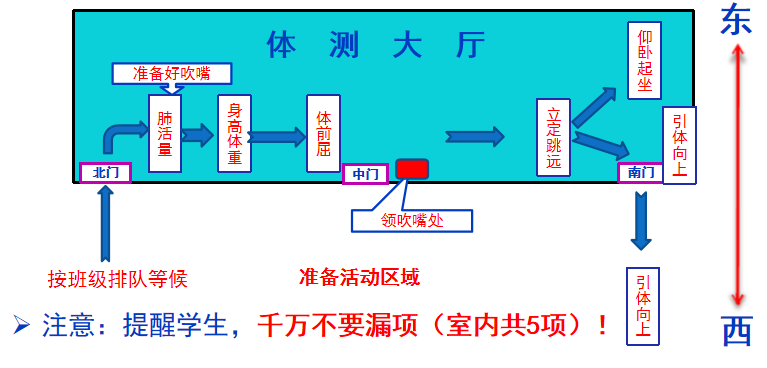 体 测 大 厅
东
仰卧起坐
准备好吹嘴
肺活量
身高体重
体前屈
立定跳远
引体向上
北门
中门
南门
领吹嘴处
按班级排队等候
准备活动区域
引体向上
注意：提醒学生，千万不要漏项（室内共5项）！
西